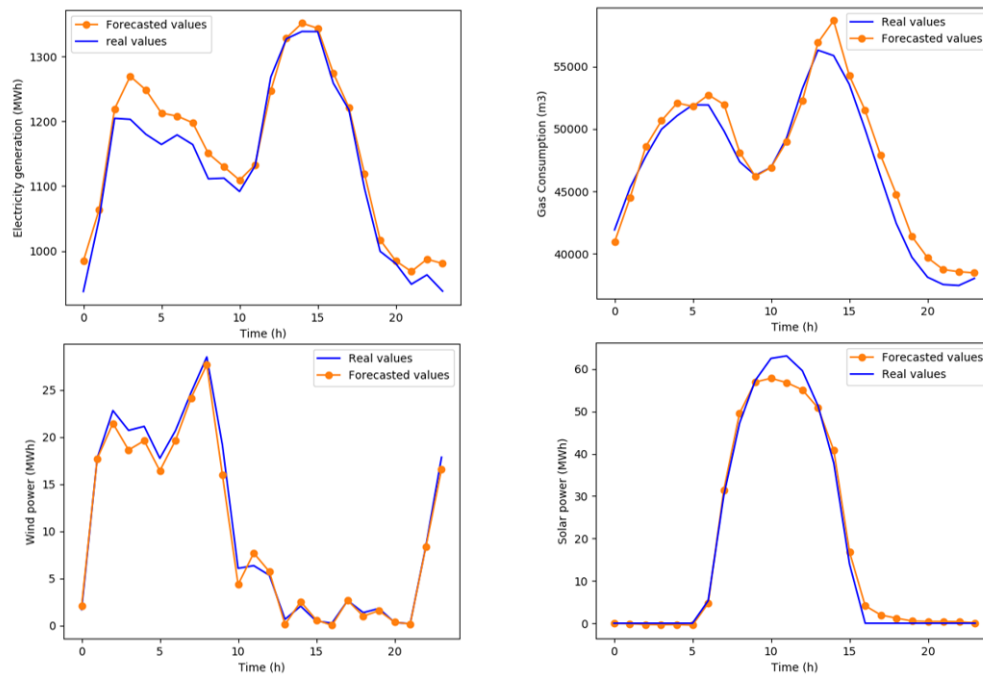 Forecasted values
real values
Electricity generation (MWh)
1300
1200
1100
1000
0 5 10 15 20
Time (h)
Real values
Forecasted values
Gas Consumption (m3)
55000
50000
45000
40000
0 5 10 15 20
Time (h)
Real values
Forecasted values
Wind power (MWh)
25
20
15
10
5
0
0 5 10 15 20
Time (h)
Forecasted values
Real values
Solar power (MWh)
60
50
40
30
20
10
0
0 5 10 15 20
Time (h)